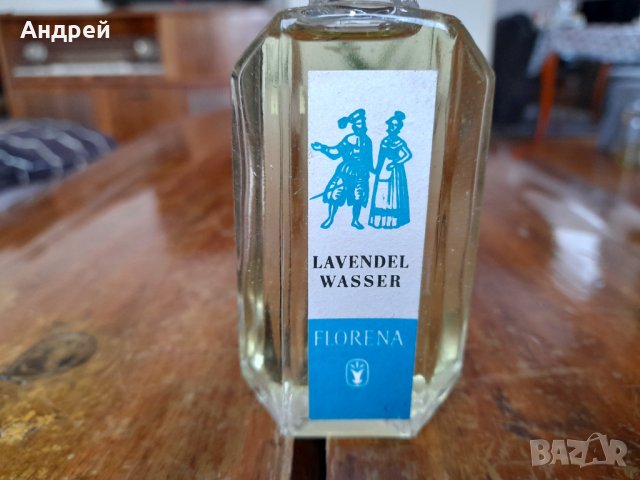 Андрей
LAVENDEL
WASSER
FLORENA
BAZAR